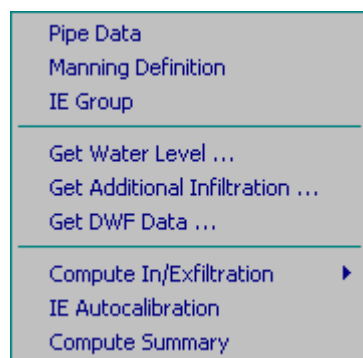 Pipe Data
Manning Definition
IE Group
Get Water Level ...
Get Additional Infiltration ...
Get DWF Data ...
Compute In/Exfiltration
IE Autocalibration
Compute Summary